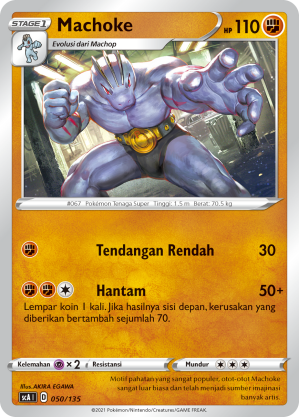 STAGE 1
Machoke
HP 110
Evolusi dari Machop
#067 Pokémon Tenaga Super Tinggi: 1.5 m Berat: 70.5 kg
Tendangan Rendah 30
Hantam 50+
Lempar koin 1 kali. Jika hasilnya sisi depan, kerusakan yang
diberikan bertambah sejumlah 70.
Kelemahan ×2 Resistansi Mundur
Illus. AKIRA EGAWA
Motif pahatan yang sangat populer, otot-otot Machoke
sangat luar biasa dan telah menjadi sumber imajinasi
banyak artis.
sc A I D 050/135
©2021 Pokémon/Nintendo/Creatures/GAME FREAK.